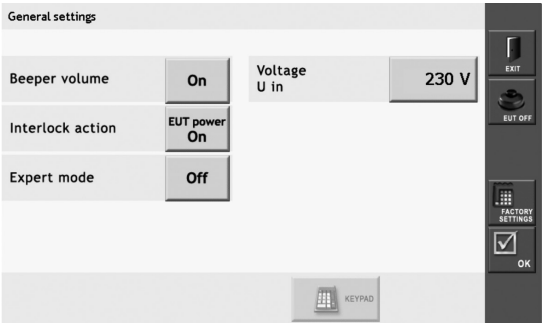 General settings
Beeper volume
On
Voltage
U in
230 V
Interlock action
EUT power
On
Expert mode
Off
EXIT
EUT OFF
FACTORY
SETTINGS
OK
KEYPAD